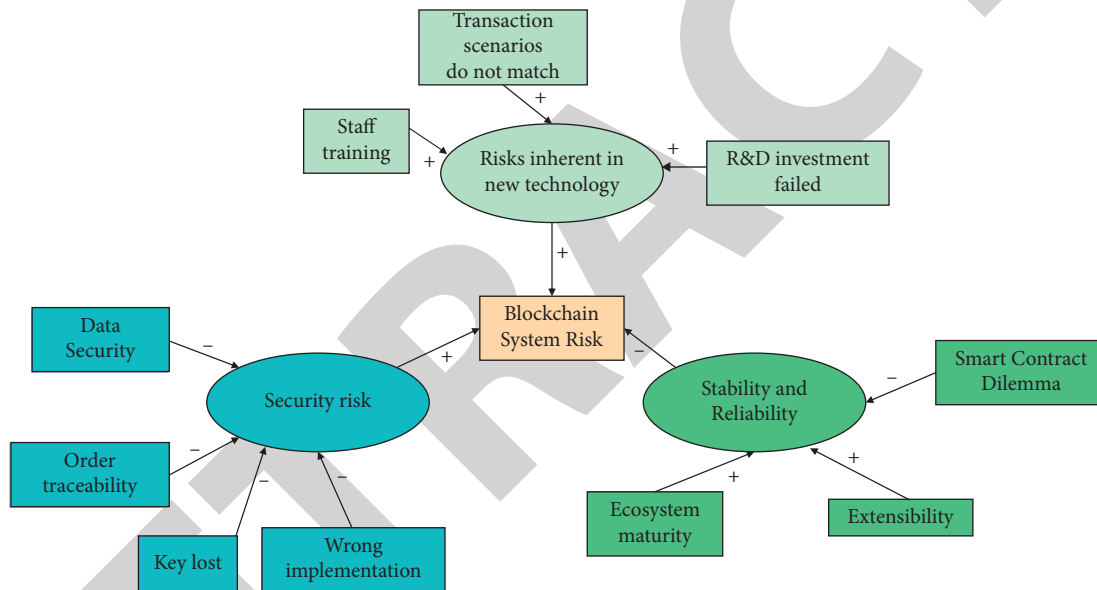 Transaction
scenarios
do not match
+
Staff
training
+
Risks inherent in
new technology
+
R&D investment
failed
+
Blockchain
System Risk
Data
Security
−
Security risk
+
−
Stability and
Reliability
−
Smart Contract
Dilemma
Order
traceability
−
−
−
+
+
Key lost
Wrong
implementation
Ecosystem
maturity
Extensibility